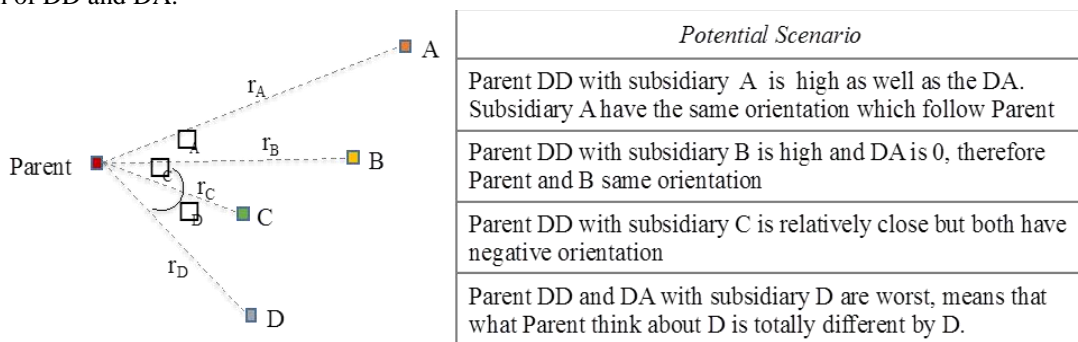 n of DD and DA.
A
r_A
□_A
r_B
Parent
B
□_C
r_C
C
□_D
r_D
D
Potential Scenario
Parent DD with subsidiary A is high as well as the DA.
Subsidiary A have the same orientation which follow Parent
Parent DD with subsidiary B is high and DA is 0, therefore
Parent and B same orientation
Parent DD with subsidiary C is relatively close but both have
negative orientation
Parent DD and DA with subsidiary D are worst, means that
what Parent think about D is totally different by D.